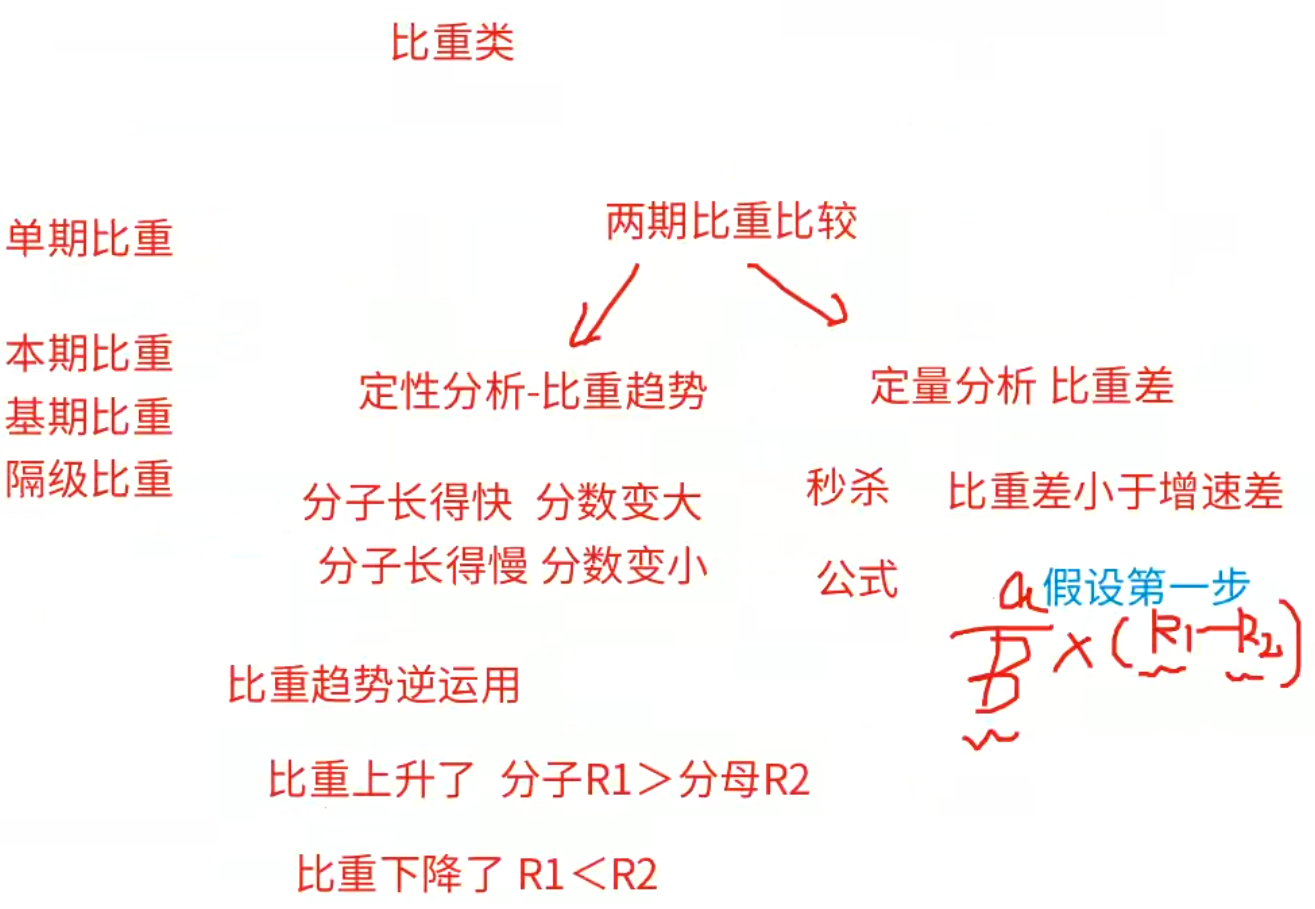 比重类
单期比重
本期比重
基期比重
隔级比重
两期比重比较
定性分析-比重趋势
分子长得快 分数变大
分子长得慢 分数变小
比重趋势逆运用
比重上升了 分子R1＞分母R2
比重下降了 R1＜R2
定量分析 比重差
秒杀 比重差小于增速差
公式 假设第一步
a/B×(R1-R2)